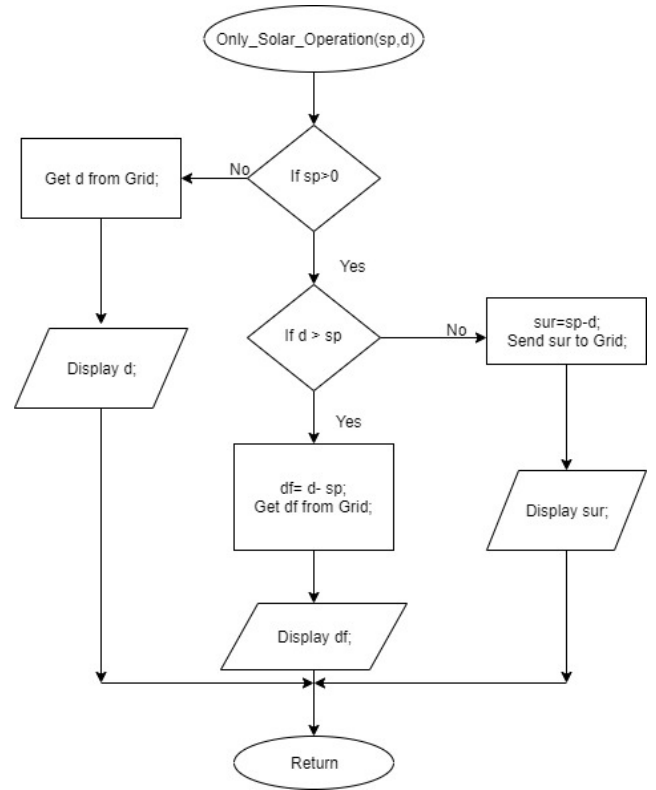 Only_Solar_Operation(sp,d)
If sp>0
No
Get d from Grid;
Yes
Display d;
If d > sp
No
sur=sp-d;
Send sur to Grid;
Yes
df= d- sp;
Get df from Grid;
Display sur;
Display df;
Return